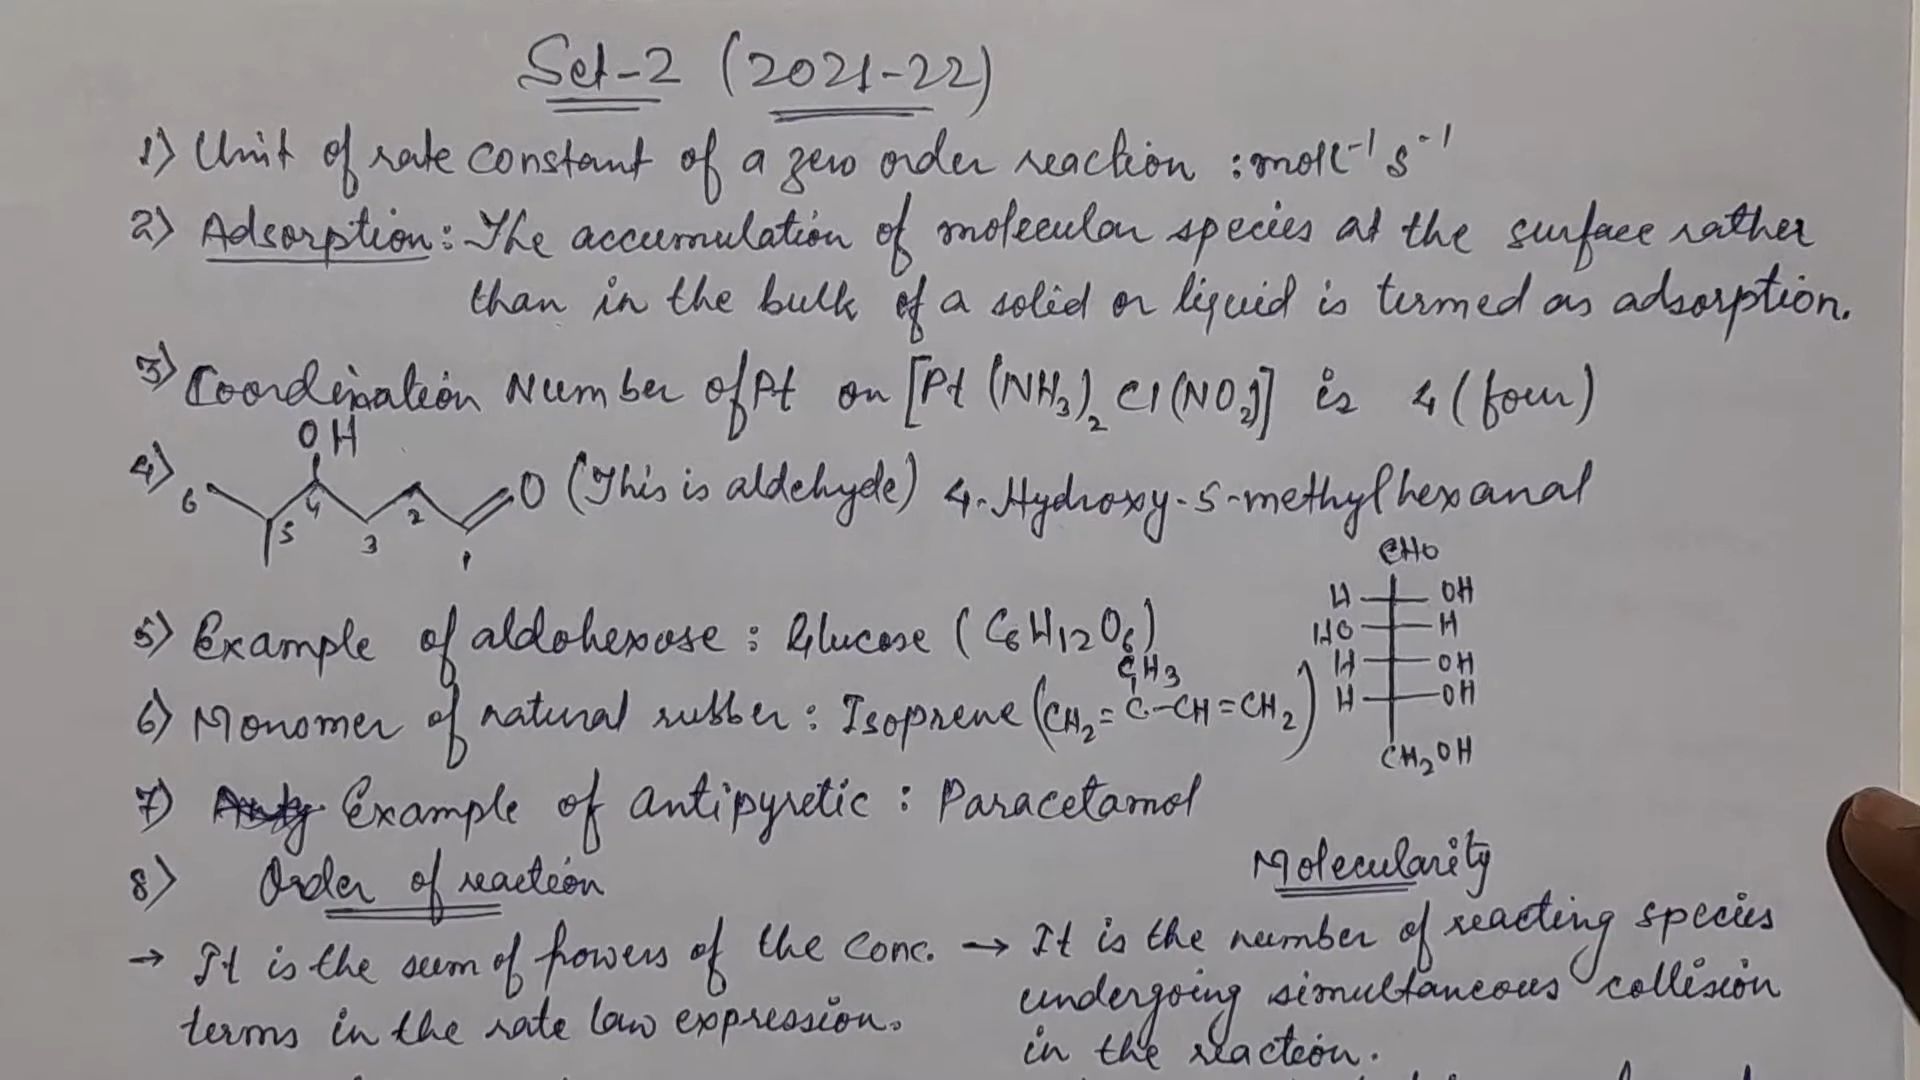 Set-2 (2021-22)
1) Unit of rate constant of a zero order reaction : mol L⁻¹ s⁻¹
2) Adsorption : The accumulation of molecular species at the surface rather
than in the bulk of a solid or liquid is termed as adsorption.
3) Coordination Number of Pt on [Pt (NH₃)₂ Cl(NO₂)] is 4 (four)
OH
4) 6 5 4 3 2 1 O (This is aldehyde) 4-Hydroxy-5-methylhexanal
5) Example of aldohexose : Glucose (C₆H₁₂O₆)
CHO
H OH
HO H
H OH
H OH
CH₂OH
CH₃
6) Monomer of natural rubber : Isoprene (CH₂=C-CH=CH₂)
7) Example of antipyretic : Paracetamol
8) Order of reaction
→ It is the sum of powers of the conc.
terms in the rate law expression.
Molecularity
→ It is the number of reacting species
undergoing simultaneous collision
in the reaction.